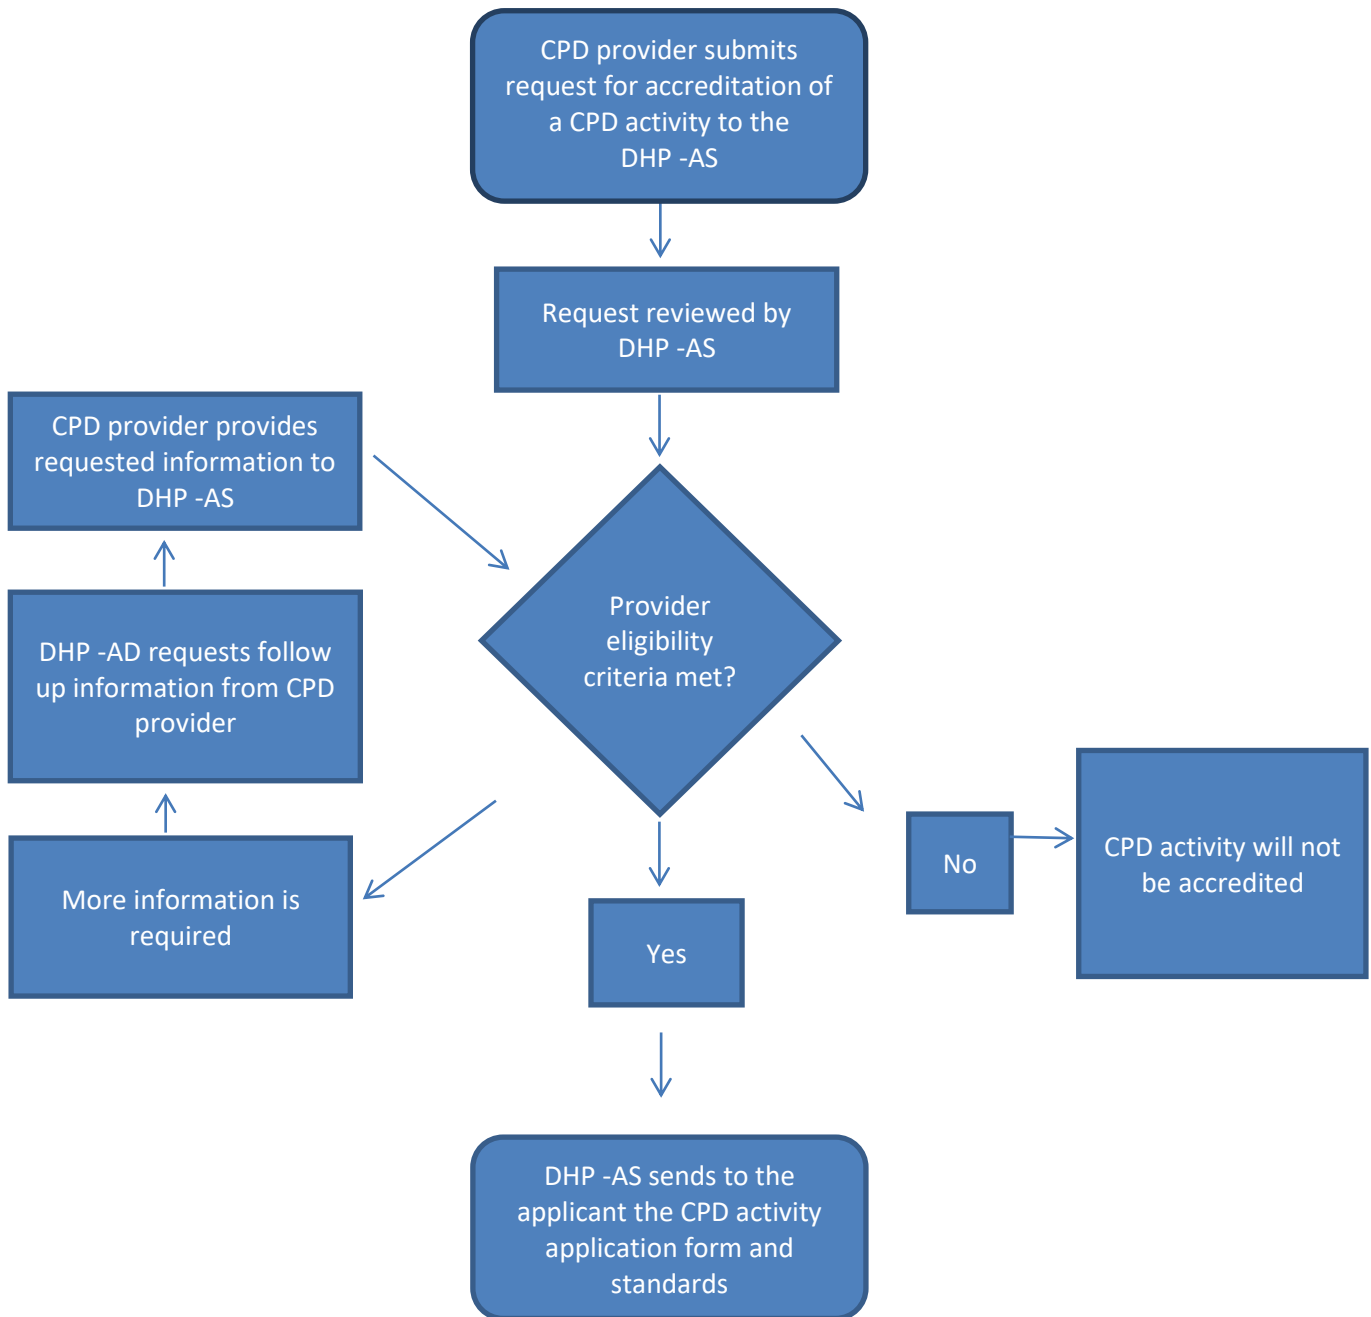 CPD provider submits
request for accreditation of
a CPD activity to the
DHP -AS
Request reviewed by
DHP -AS
CPD provider provides
requested information to
DHP -AS
DHP -AD requests follow
up information from CPD
provider
More information is
required
Provider
eligibility
criteria met?
Yes
No
CPD activity will not
be accredited
DHP -AS sends to the
applicant the CPD activity
application form and
standards